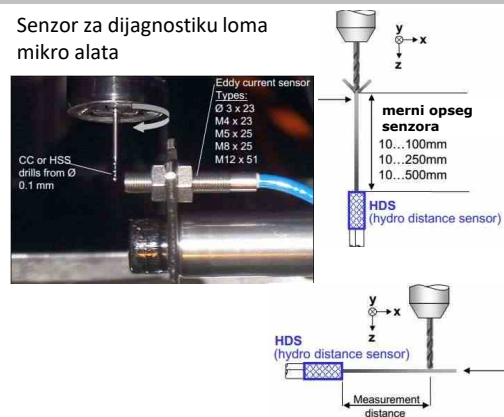 Senzor za dijagnostiku loma
mikro alata
Eddy current sensor
Types:
Ø 3 x 23
M4 x 23
M5 x 25
M8 x 25
M12 x 51
CC or HSS
drills from Ø
0.1 mm
y
x
z
merni opseg
senzora
10...100mm
10...250mm
10...500mm
HDS
(hydro distance sensor)
y
x
z
HDS
(hydro distance sensor)
Measurement
distance